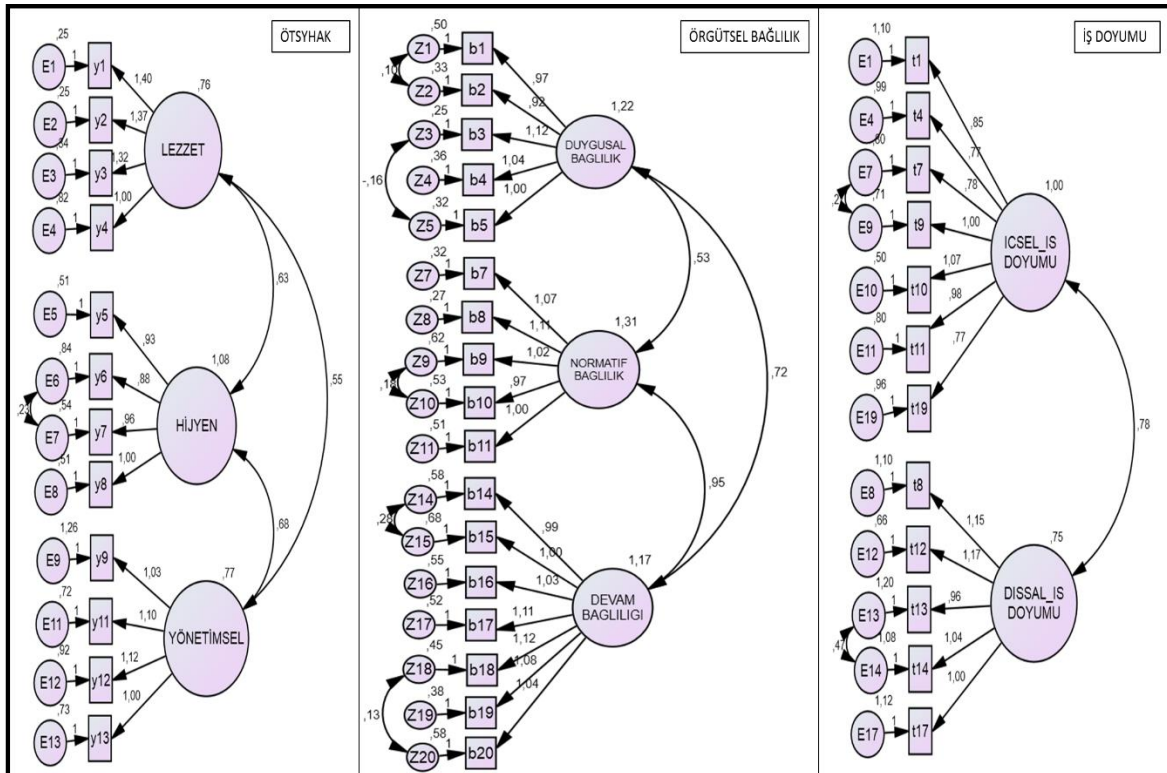 ÖTSYHAK
,25
E1 1 y1
1,40
,25
E2 1 y2
1,37
E3 1 y3
1,32
,82
E4 1 y4
1,00
,76
LEZZET
,63
,55
,51
E5 1 y5
,93
,84
E6 1 y6
,88
,23
,54
E7 1 y7
,96
,51
E8 1 y8
1,00
1,08
HİJYEN
,68
1,26
E9 1 y9
1,03
,72
E11 1 y11
1,10
,92
E12 1 y12
1,12
,73
E13 1 y13
1,00
,77
YÖNETİMSEL
ÖRGÜTSEL BAĞLILIK
,50
Z1 1 b1
,97
,10
,33
Z2 1 b2
,92
,25
Z3 1 b3
1,12
-,16
,36
Z4 1 b4
1,04
,32
Z5 1 b5
1,00
1,22
DUYGUSAL
BAGLILIK
,53
,72
,32
Z7 1 b7
1,07
,27
Z8 1 b8
1,11
,62
Z9 1 b9
1,02
,18
,53
Z10 1 b10
,97
,51
Z11 1 b11
1,00
1,31
NORMATIF
BAGLILIK
,95
,58
Z14 1 b14
,99
,28
,68
Z15 1 b15
1,00
,55
Z16 1 b16
1,03
,52
Z17 1 b17
1,11
,45
Z18 1 b18
1,12
,13
,38
Z19 1 b19
1,08
,58
Z20 1 b20
1,04
1,17
DEVAM
BAGLILIGI
İŞ DOYUMU
1,10
E1 1 t1
,85
,99
E4 1 t4
,77
E7 1 t7
,78
,71
E9 1 t9
1,00
,50
E10 1 t10
1,07
,80
E11 1 t11
,98
,96
E19 1 t19
,77
1,00
ICSEL_IS
DOYUMU
,78
1,10
E8 1 t8
1,15
,66
E12 1 t12
1,17
1,20
E13 1 t13
,96
,47
1,08
E14 1 t14
1,04
1,12
E17 1 t17
1,00
,75
DISSAL_IS
DOYUMU